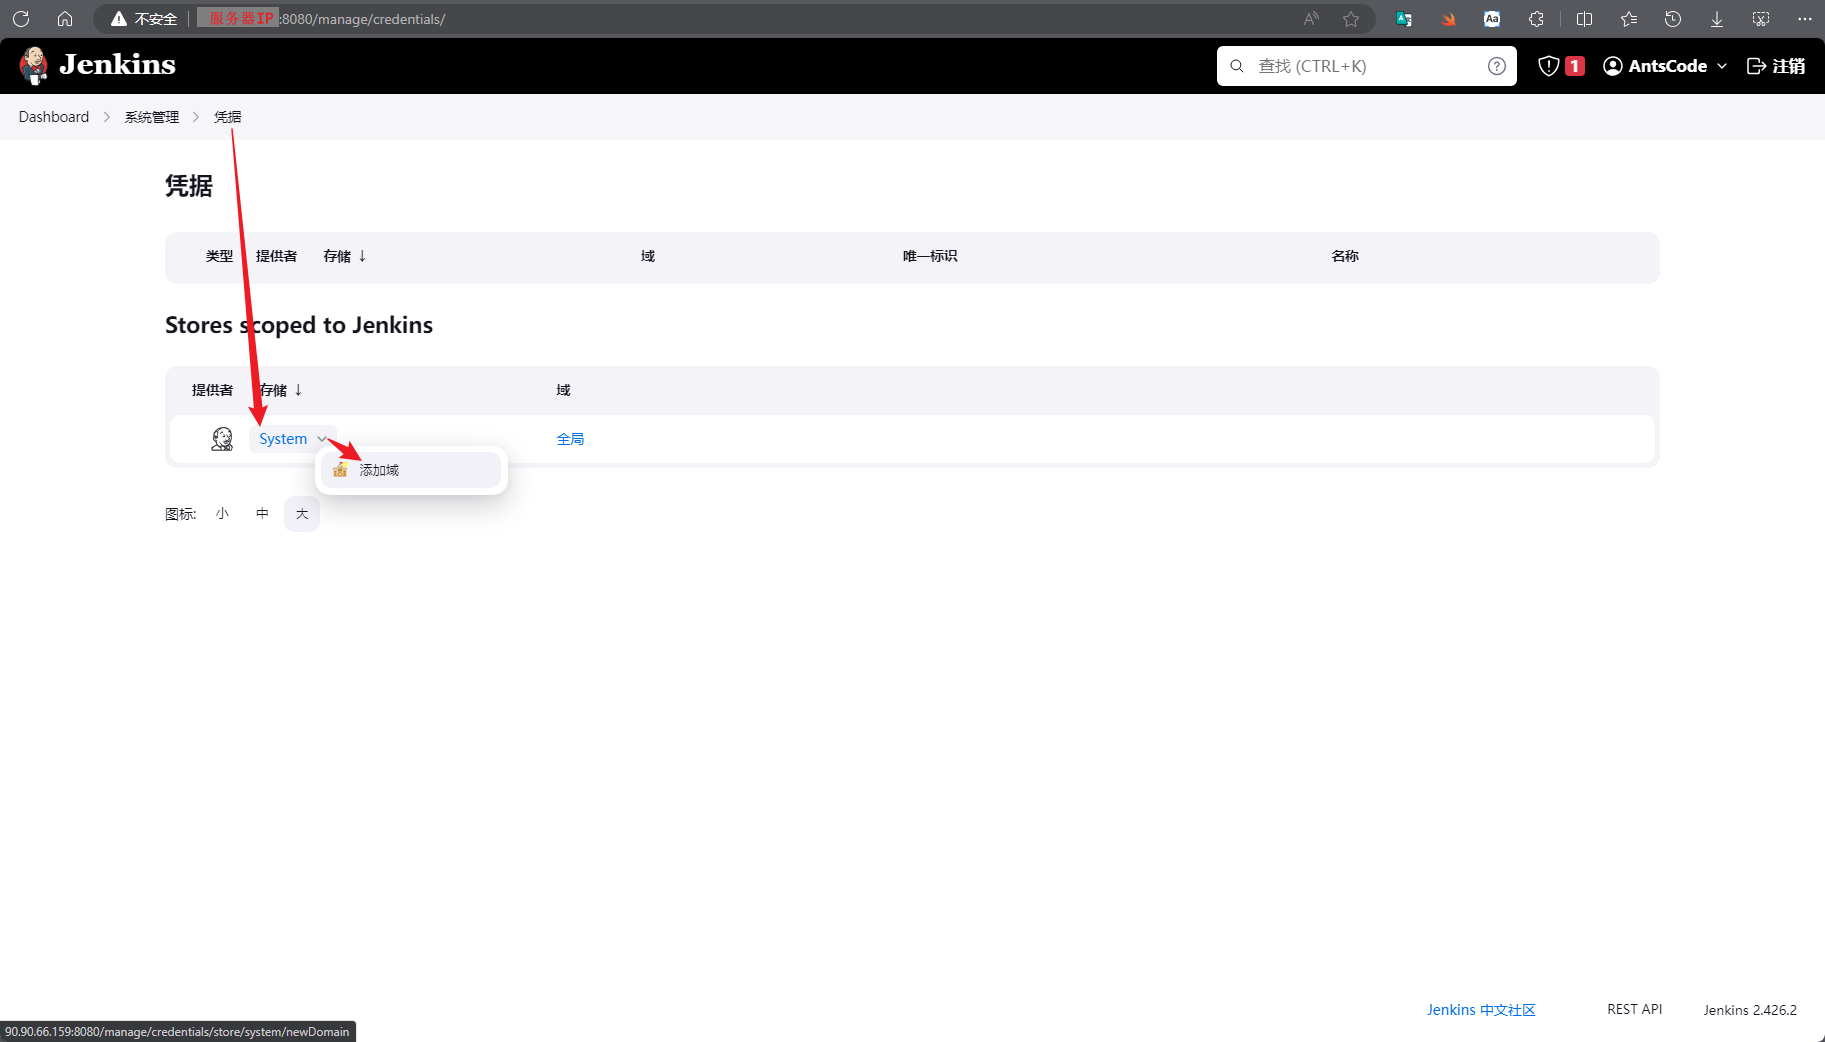 不安全 服务器IP :8080/manage/credentials/
Jenkins
查找 (CTRL+K)
1
AntsCode
注销
Dashboard
系统管理
凭据
凭据
类型 提供者 存储 ↓ 域 唯一标识 名称
Stores scoped to Jenkins
提供者 存储 ↓ 域
System 全局
添加域
图标: 小 中 大
Jenkins 中文社区 REST API Jenkins 2.426.2
90.90.66.159:8080/manage/credentials/store/system/newDomain